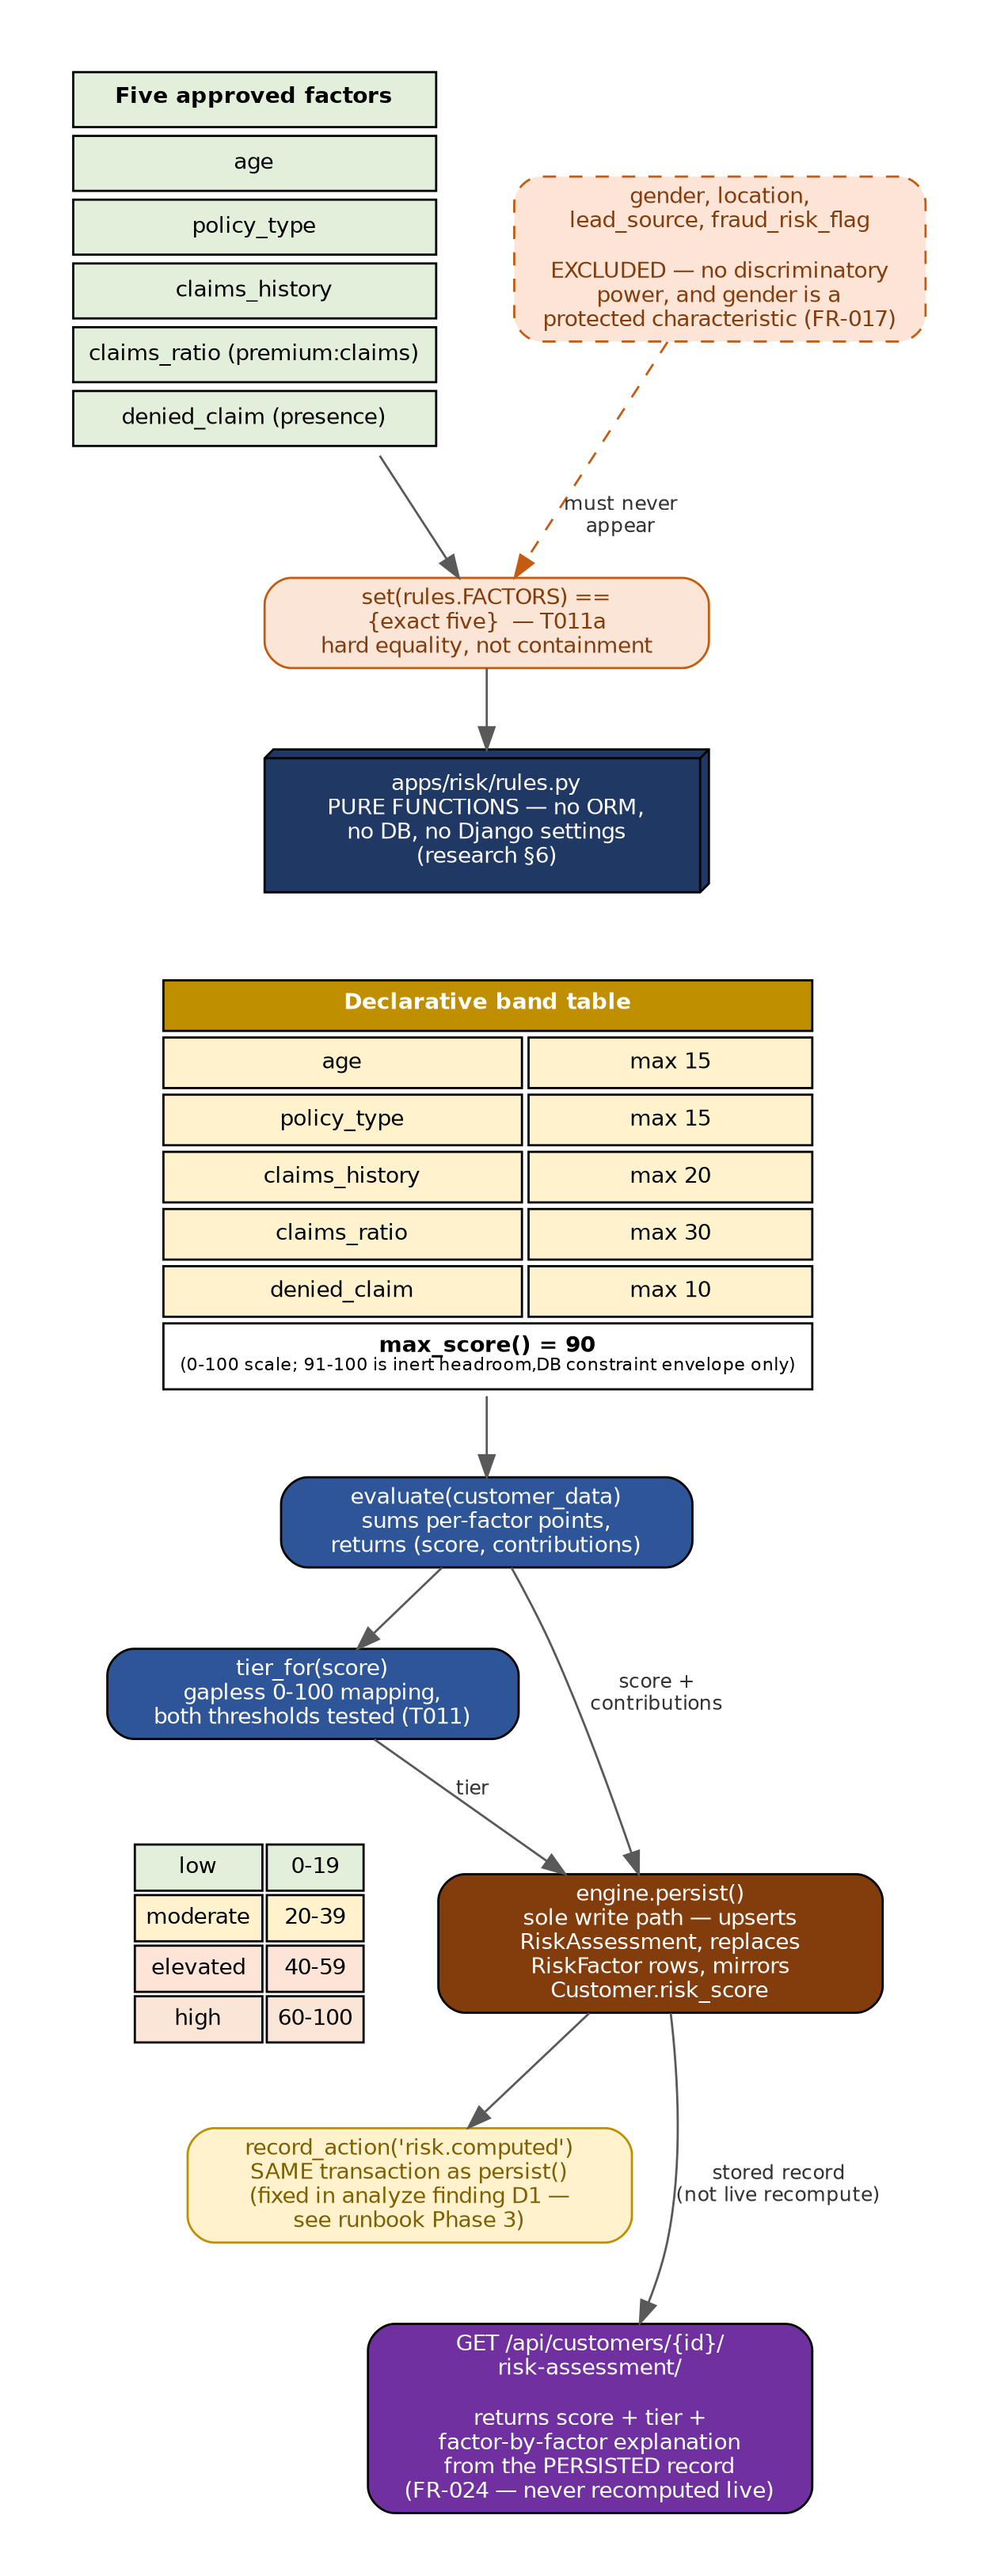 Five approved factors
age
policy_type
claims_history
claims_ratio (premium:claims)
denied_claim (presence)
gender, location,
lead_source, fraud_risk_flag
EXCLUDED — no discriminatory
power, and gender is a
protected characteristic (FR-017)
must never
appear
set(rules.FACTORS) ==
{exact five} — T011a
hard equality, not containment
apps/risk/rules.py
PURE FUNCTIONS — no ORM,
no DB, no Django settings
(research §6)
Declarative band table
age max 15
policy_type max 15
claims_history max 20
claims_ratio max 30
denied_claim max 10
max_score() = 90
(0-100 scale; 91-100 is inert headroom,DB constraint envelope only)
evaluate(customer_data)
sums per-factor points,
returns (score, contributions)
tier_for(score)
gapless 0-100 mapping,
both thresholds tested (T011)
score +
contributions
tier
low 0-19
moderate 20-39
elevated 40-59
high 60-100
engine.persist()
sole write path — upserts
RiskAssessment, replaces
RiskFactor rows, mirrors
Customer.risk_score
record_action('risk.computed')
SAME transaction as persist()
(fixed in analyze finding D1 —
see runbook Phase 3)
stored record
(not live recompute)
GET /api/customers/{id}/
risk-assessment/
returns score + tier +
factor-by-factor explanation
from the PERSISTED record
(FR-024 — never recomputed live)